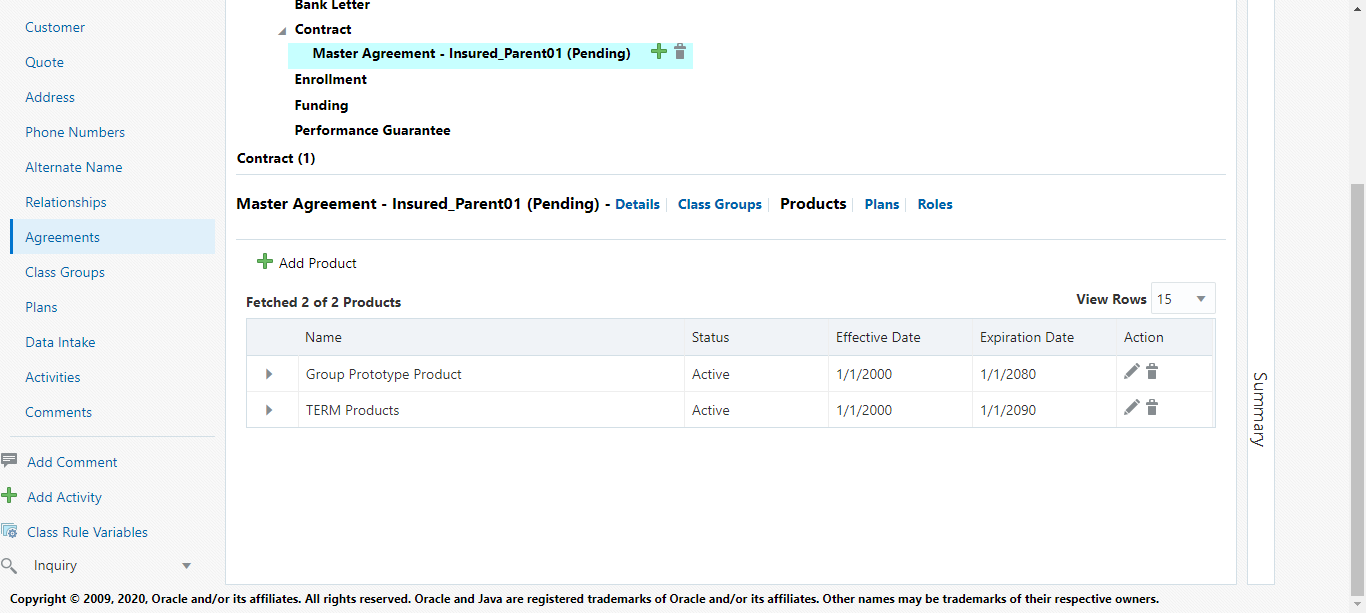 Customer
Quote
Address
Phone Numbers
Alternate Name
Relationships
Agreements
Class Groups
Plans
Data Intake
Activities
Comments
Add Comment
Add Activity
Class Rule Variables
Inquiry
Bank Letter
Contract
Master Agreement - Insured_Parent01 (Pending)
Enrollment
Funding
Performance Guarantee
Contract (1)
Master Agreement - Insured_Parent01 (Pending) - Details Class Groups Products Plans Roles
Add Product
Fetched 2 of 2 Products View Rows 15
Name Status Effective Date Expiration Date Action
Group Prototype Product Active 1/1/2000 1/1/2080
TERM Products Active 1/1/2000 1/1/2090
Summary
Copyright © 2009, 2020, Oracle and/or its affiliates. All rights reserved. Oracle and Java are registered trademarks of Oracle and/or its affiliates. Other names may be trademarks of their respective owners.